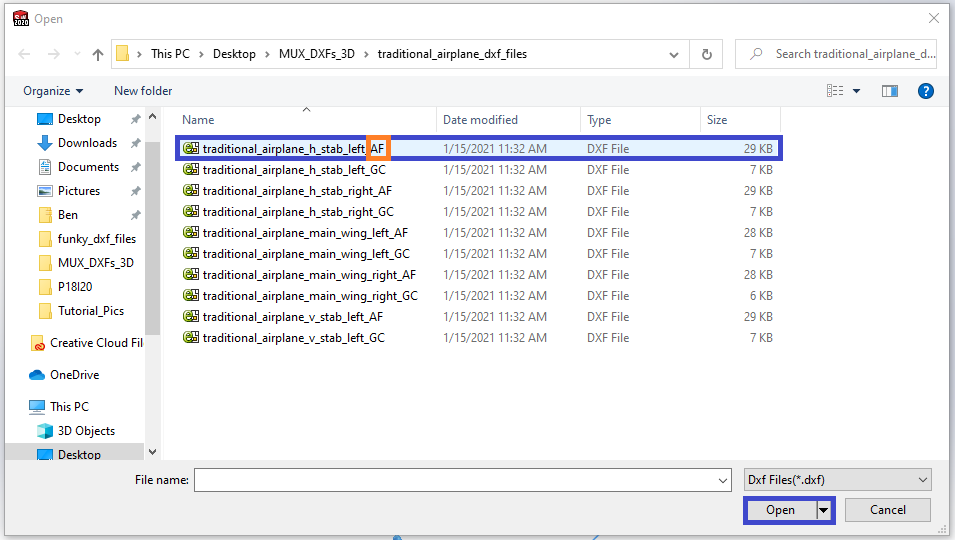 SW 2020 Open
This PC > Desktop > MUX_DXFs_3D > traditional_airplane_dxf_files Search traditional_airplane_d...
Organize New folder
Name Date modified Type Size
Desktop
Downloads
Documents
Pictures
Ben
funky_dxf_files
MUX_DXFs_3D
P18I20
Tutorial_Pics
Creative Cloud Fil
OneDrive
This PC
3D Objects
Desktop
traditional_airplane_h_stab_left_AF 1/15/2021 11:32 AM DXF File 29 KB
traditional_airplane_h_stab_left_GC 1/15/2021 11:32 AM DXF File 7 KB
traditional_airplane_h_stab_right_AF 1/15/2021 11:32 AM DXF File 29 KB
traditional_airplane_h_stab_right_GC 1/15/2021 11:32 AM DXF File 7 KB
traditional_airplane_main_wing_left_AF 1/15/2021 11:32 AM DXF File 28 KB
traditional_airplane_main_wing_left_GC 1/15/2021 11:32 AM DXF File 7 KB
traditional_airplane_main_wing_right_AF 1/15/2021 11:32 AM DXF File 28 KB
traditional_airplane_main_wing_right_GC 1/15/2021 11:32 AM DXF File 6 KB
traditional_airplane_v_stab_left_AF 1/15/2021 11:32 AM DXF File 29 KB
traditional_airplane_v_stab_left_GC 1/15/2021 11:32 AM DXF File 7 KB
File name: Dxf Files(*.dxf)
Open Cancel